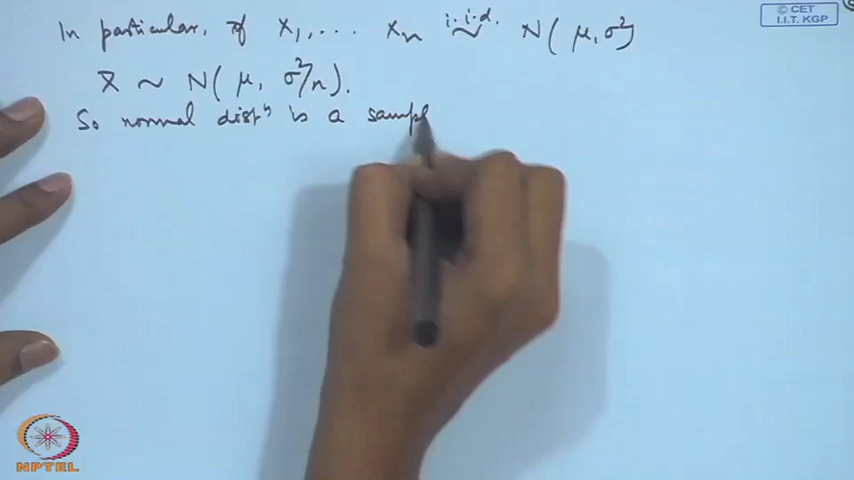 In particular, if X₁, ... Xₙ i.i.d. ~ N(μ, σ²)
© CET
I.I.T. KGP
X̄ ~ N(μ, σ²/n).
So normal distⁿ is a sampl
NPTEL